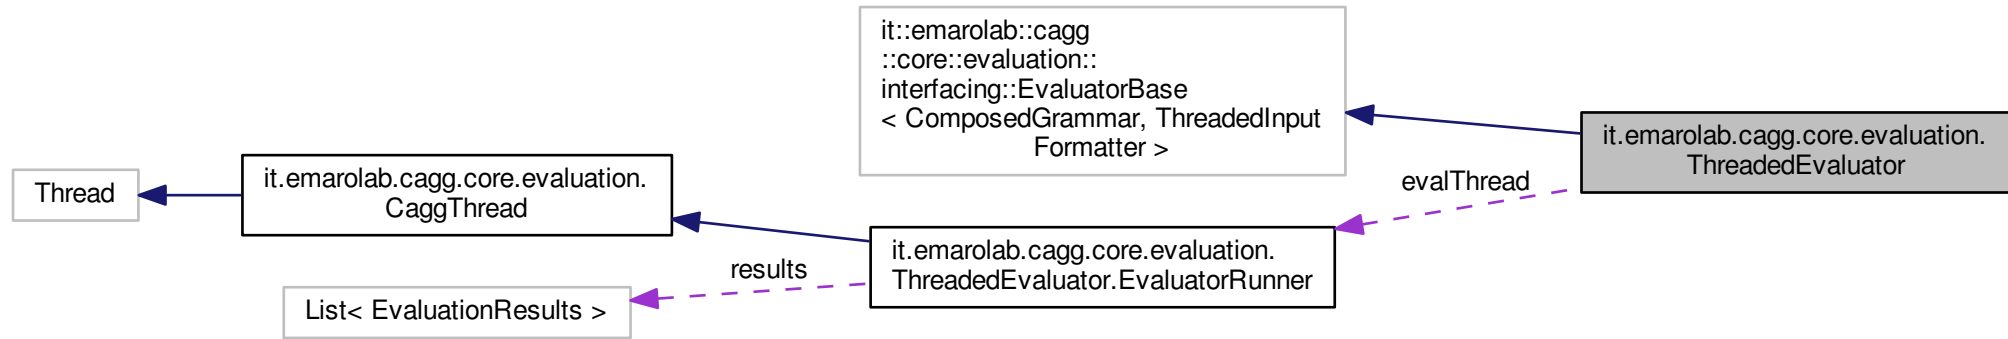 it::emarolab::cagg
::core::evaluation::
interfacing::EvaluatorBase
< ComposedGrammar, ThreadedInput
Formatter >
it.emarolab.cagg.core.evaluation.
ThreadedEvaluator
evalThread
Thread
it.emarolab.cagg.core.evaluation.
CaggThread
it.emarolab.cagg.core.evaluation.
ThreadedEvaluator.EvaluatorRunner
results
List< EvaluationResults >